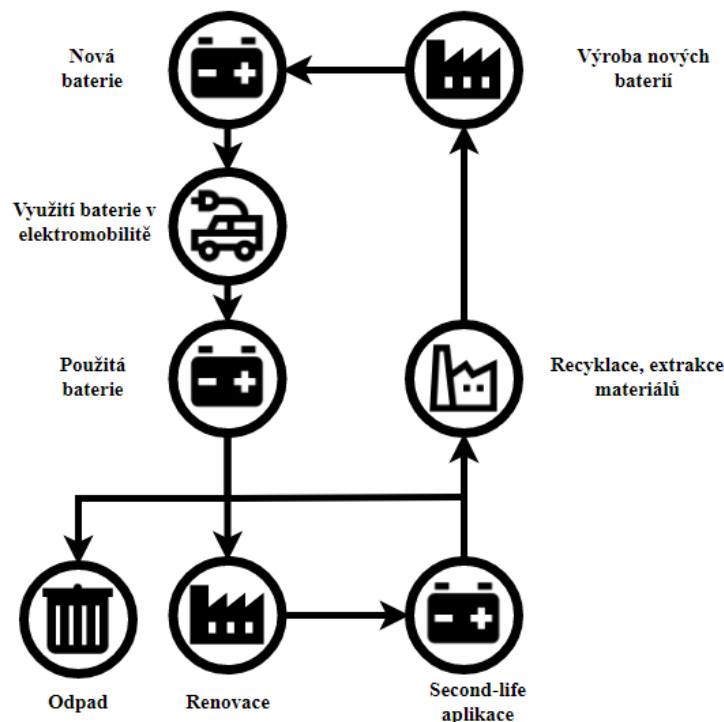 Nová
baterie
Výroba nových
baterií
Využití baterie v
elektromobilitě
Použitá
baterie
Recyklace, extrakce
materiálů
Odpad
Renovace
Second-life
aplikace